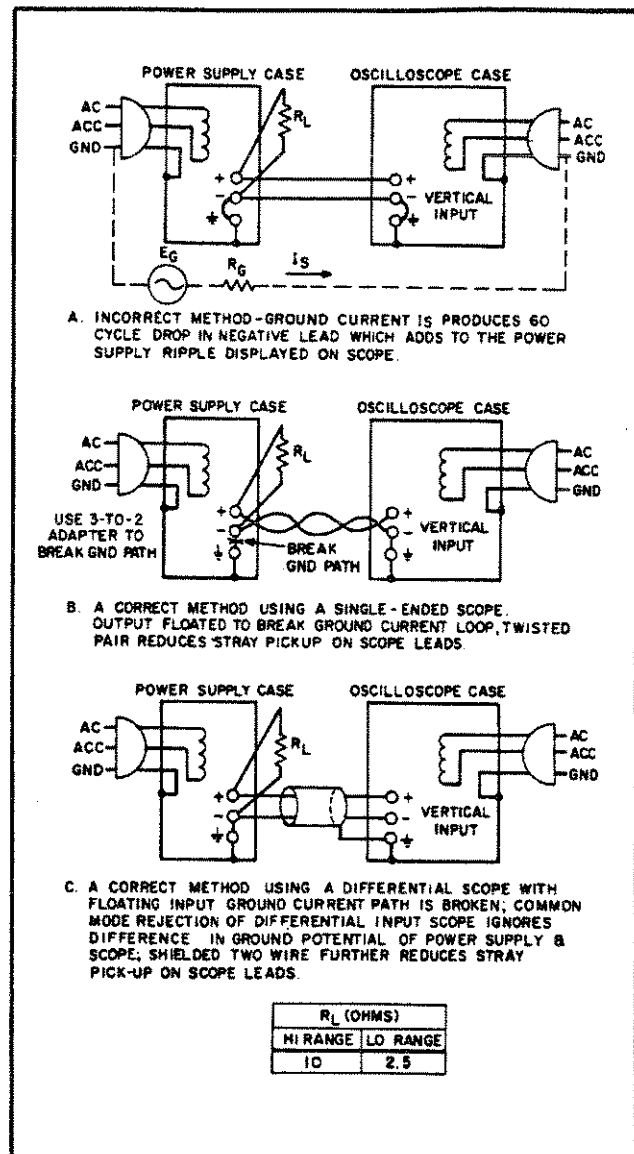 POWER SUPPLY CASE
OSCILLOSCOPE CASE
AC
ACC
GND
RL
+
-
+
-
VERTICAL
INPUT
AC
ACC
GND
EG
RG
IS
A. INCORRECT METHOD-GROUND CURRENT IS PRODUCES 60
CYCLE DROP IN NEGATIVE LEAD WHICH ADDS TO THE POWER
SUPPLY RIPPLE DISPLAYED ON SCOPE.
POWER SUPPLY CASE
OSCILLOSCOPE CASE
AC
ACC
GND
RL
USE 3-TO-2
ADAPTER TO
BREAK GND PATH
+
-
BREAK
GND PATH
+
-
VERTICAL
INPUT
AC
ACC
GND
B. A CORRECT METHOD USING A SINGLE-ENDED SCOPE.
OUTPUT FLOATED TO BREAK GROUND CURRENT LOOP, TWISTED
PAIR REDUCES STRAY PICKUP ON SCOPE LEADS.
POWER SUPPLY CASE
OSCILLOSCOPE CASE
AC
ACC
GND
RL
+
-
+
-
VERTICAL
INPUT
AC
ACC
GND
C. A CORRECT METHOD USING A DIFFERENTIAL SCOPE WITH
FLOATING INPUT GROUND CURRENT PATH IS BROKEN; COMMON
MODE REJECTION OF DIFFERENTIAL INPUT SCOPE IGNORES
DIFFERENCE IN GROUND POTENTIAL OF POWER SUPPLY &
SCOPE; SHIELDED TWO WIRE FURTHER REDUCES STRAY
PICK-UP ON SCOPE LEADS.
RL (OHMS)
HI RANGE LO RANGE
10 2.5